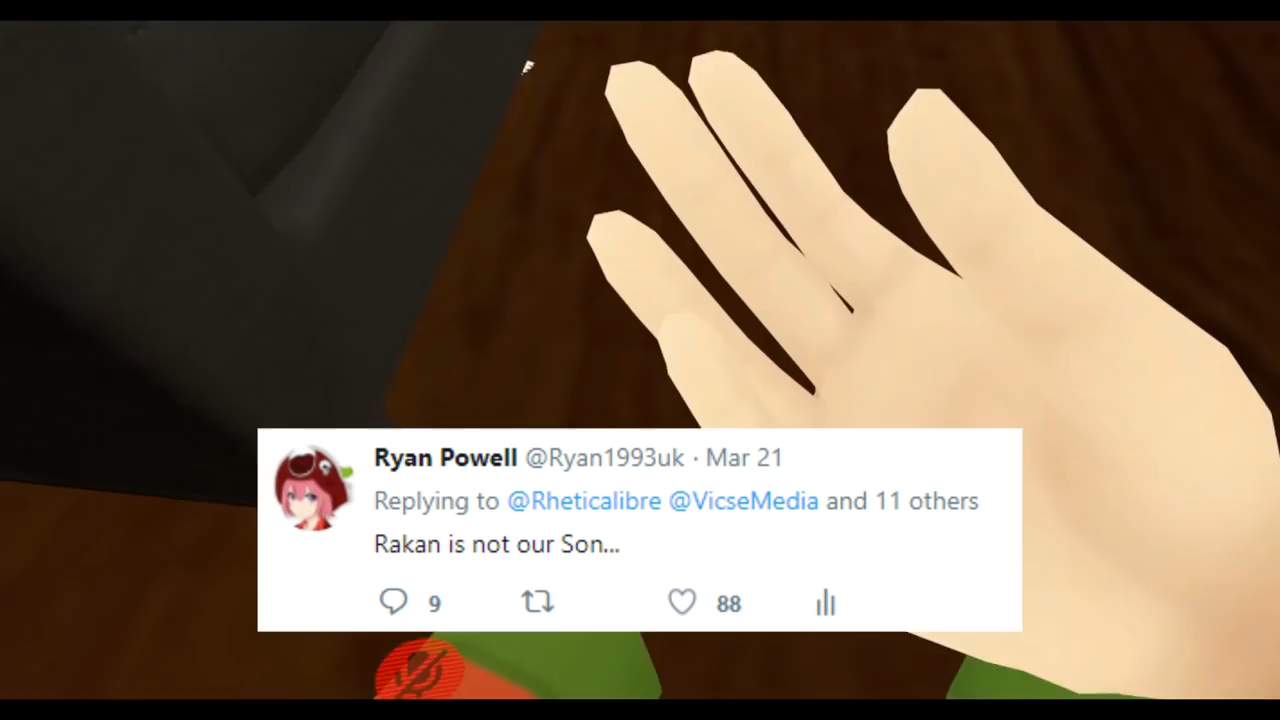 Ryan Powell @Ryan1993uk · Mar 21
Replying to @Rheticalibre @VicseMedia and 11 others
Rakan is not our Son...
9 88